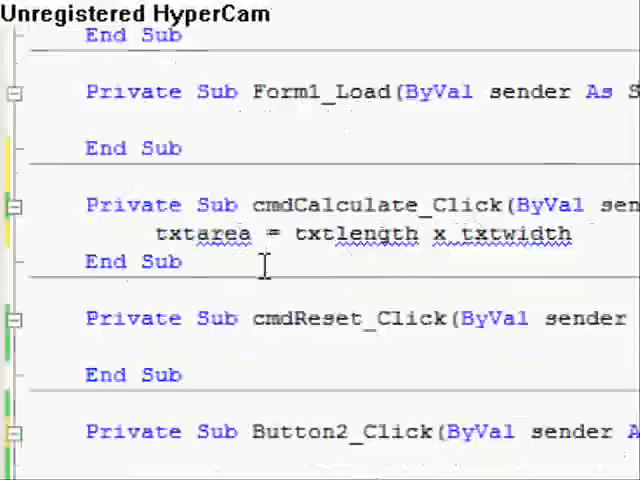 Unregistered HyperCam
End Sub
Private Sub Form1_Load(ByVal sender As S
End Sub
Private Sub cmdCalculate_Click(ByVal sen
txtarea = txtlength x txtwidth
End Sub
Private Sub cmdReset_Click(ByVal sender
End Sub
Private Sub Button2_Click(ByVal sender A